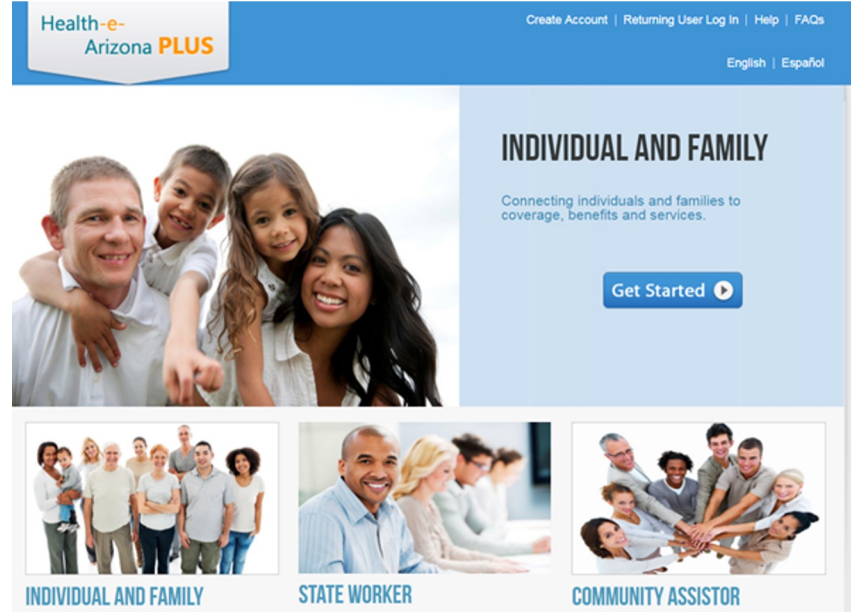 Health-e-
Arizona PLUS
Create Account | Returning User Log In | Help | FAQs
English | Español
INDIVIDUAL AND FAMILY
Connecting individuals and families to
coverage, benefits and services.
Get Started
INDIVIDUAL AND FAMILY
STATE WORKER
COMMUNITY ASSISTOR